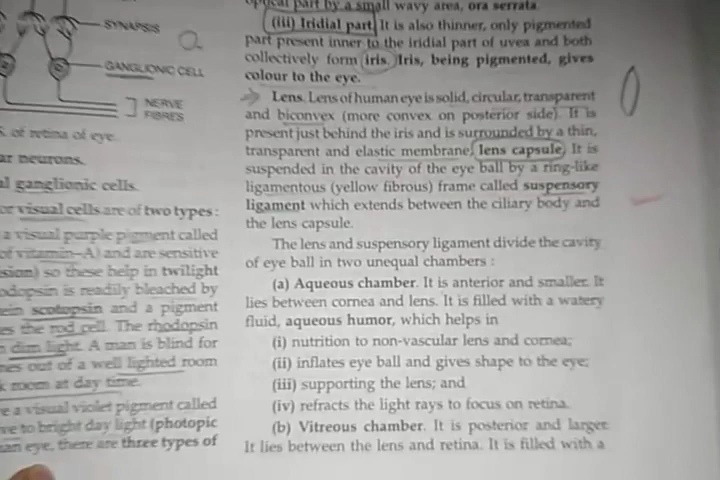 SYNAPSIS
GANGLIONIC CELL
NERVE
FIBRES
of retina of eye.
neurons.
ganglionic cells.
visual cells are of two types :
a visual purple pigment called
of vitamin–A) and are sensitive
so these help in twilight
is readily bleached by
scotopsin and a pigment
the rod cell. The rhodopsin
dim light. A man is blind for
out of a well lighted room
room at day time.
a visual violet pigment called
to bright day light (photopic
eye, there are three types of
part by a small wavy area, ora serrata.
(iii) Iridial part. It is also thinner, only pigmented
part present inner to the iridial part of uvea and both
collectively form iris. Iris, being pigmented, gives
colour to the eye.
Lens. Lens of human eye is solid, circular, transparent
and biconvex (more convex on posterior side). It is
present just behind the iris and is surrounded by a thin,
transparent and elastic membrane, lens capsule. It is
suspended in the cavity of the eye ball by a ring-like
ligamentous (yellow fibrous) frame called suspensory
ligament which extends between the ciliary body and
the lens capsule.
The lens and suspensory ligament divide the cavity
of eye ball in two unequal chambers :
(a) Aqueous chamber. It is anterior and smaller. It
lies between cornea and lens. It is filled with a watery
fluid, aqueous humor, which helps in
(i) nutrition to non-vascular lens and cornea;
(ii) inflates eye ball and gives shape to the eye;
(iii) supporting the lens; and
(iv) refracts the light rays to focus on retina.
(b) Vitreous chamber. It is posterior and larger.
It lies between the lens and retina. It is filled with a